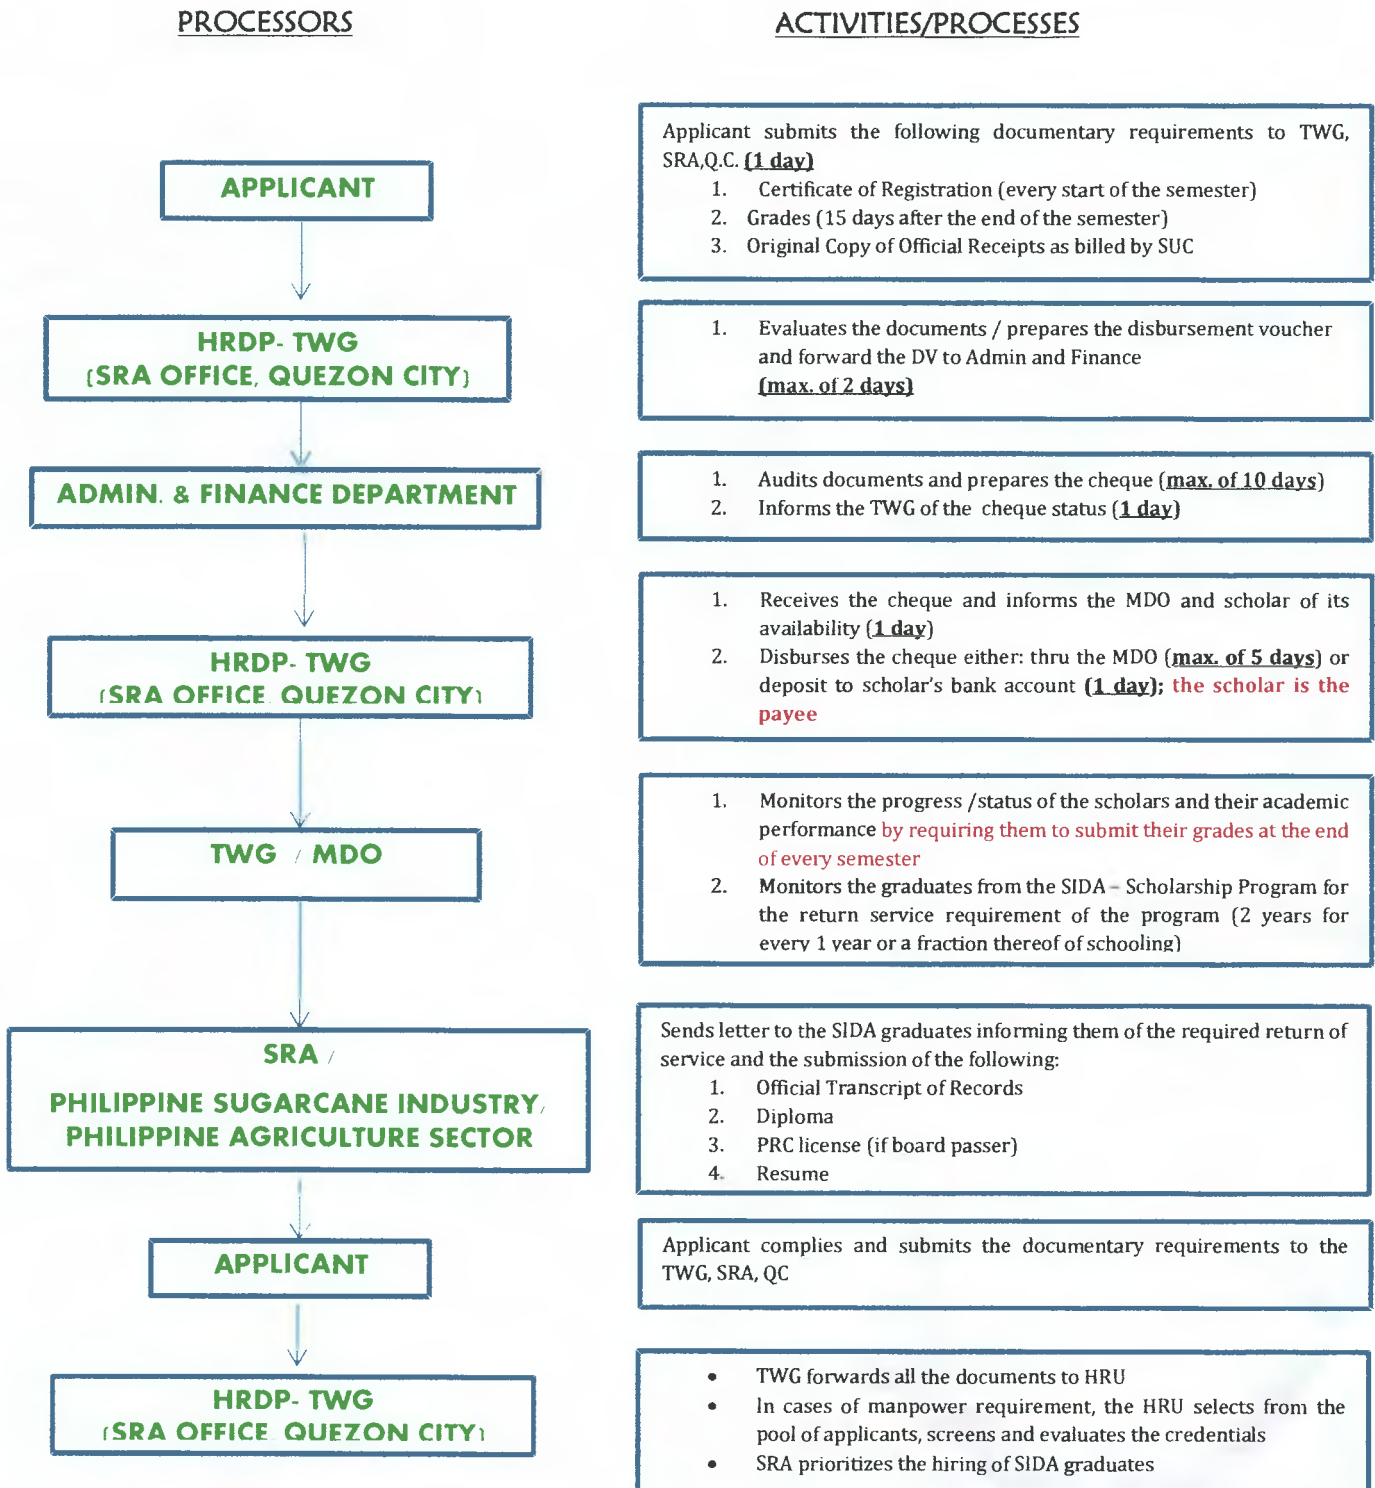 PROCESSORS
ACTIVITIES/PROCESSES
APPLICANT
Applicant submits the following documentary requirements to TWG,
SRA,Q.C. (1 day)
1. Certificate of Registration (every start of the semester)
2. Grades (15 days after the end of the semester)
3. Original Copy of Official Receipts as billed by SUC
HRDP- TWG
(SRA OFFICE, QUEZON CITY)
1. Evaluates the documents / prepares the disbursement voucher
and forward the DV to Admin and Finance
(max. of 2 days)
ADMIN. & FINANCE DEPARTMENT
1. Audits documents and prepares the cheque (max. of 10 days)
2. Informs the TWG of the cheque status (1 day)
HRDP- TWG
(SRA OFFICE QUEZON CITY)
1. Receives the cheque and informs the MDO and scholar of its
availability (1 day)
2. Disburses the cheque either: thru the MDO (max. of 5 days) or
deposit to scholar's bank account (1 day); the scholar is the
payee
TWG / MDO
1. Monitors the progress /status of the scholars and their academic
performance by requiring them to submit their grades at the end
of every semester
2. Monitors the graduates from the SIDA – Scholarship Program for
the return service requirement of the program (2 years for
every 1 year or a fraction thereof of schooling)
SRA /
PHILIPPINE SUGARCANE INDUSTRY/
PHILIPPINE AGRICULTURE SECTOR
Sends letter to the SIDA graduates informing them of the required return of
service and the submission of the following:
1. Official Transcript of Records
2. Diploma
3. PRC license (if board passer)
4. Resume
APPLICANT
Applicant complies and submits the documentary requirements to the
TWG, SRA, QC
HRDP- TWG
(SRA OFFICE QUEZON CITY)
• TWG forwards all the documents to HRU
• In cases of manpower requirement, the HRU selects from the
pool of applicants, screens and evaluates the credentials
• SRA prioritizes the hiring of SIDA graduates